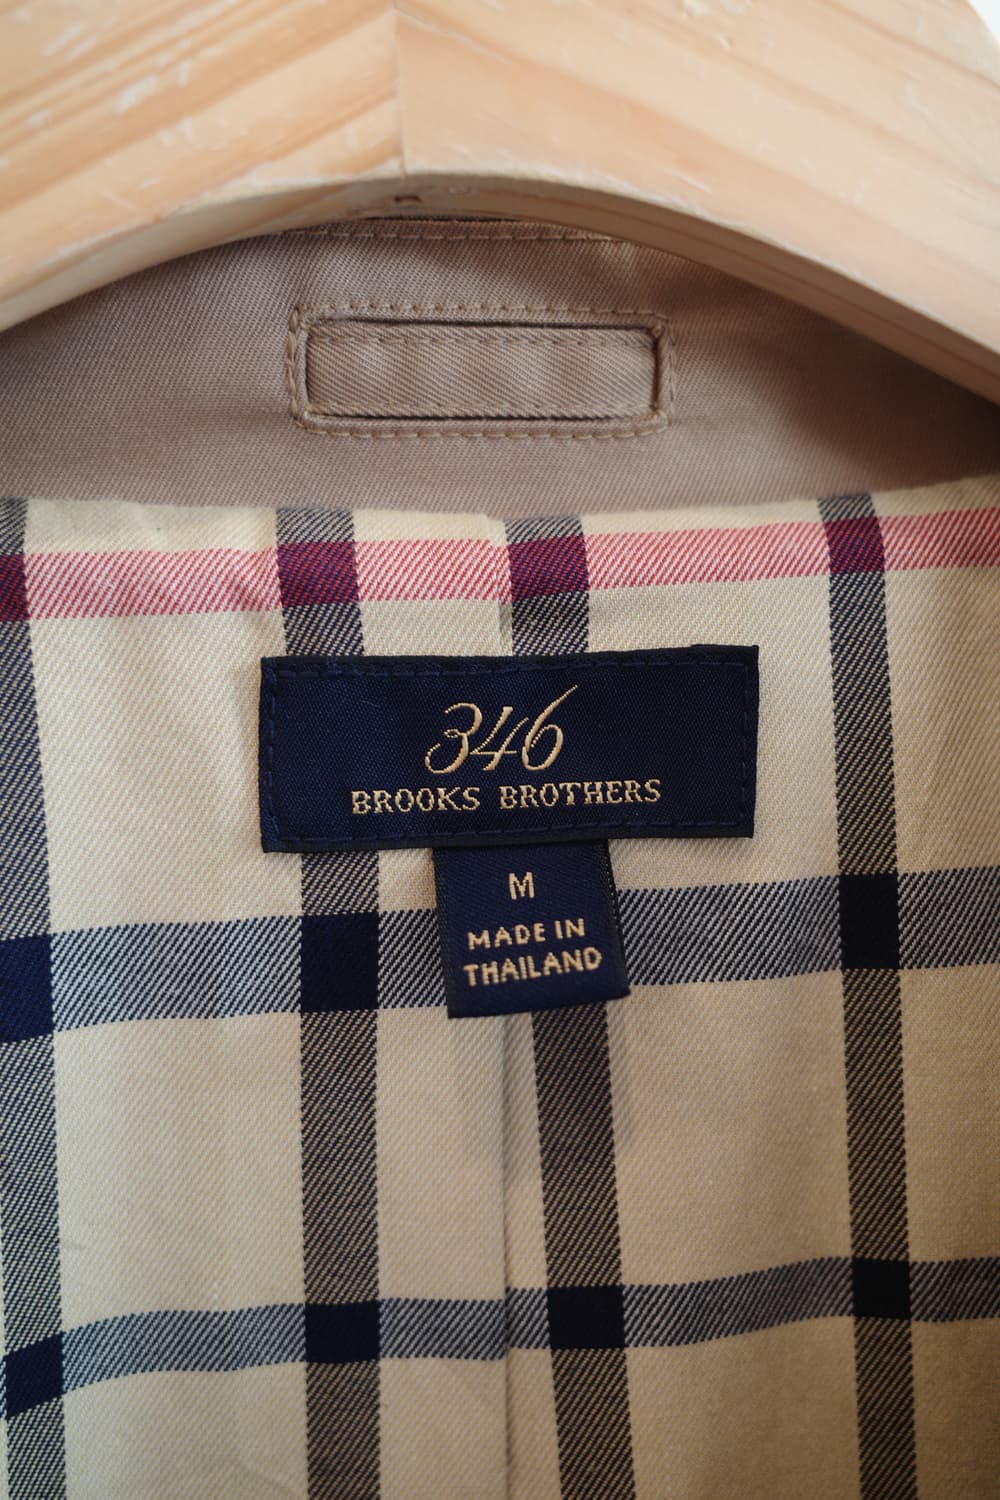 346
BROOKS BROTHERS
M
MADE IN
THAILAND